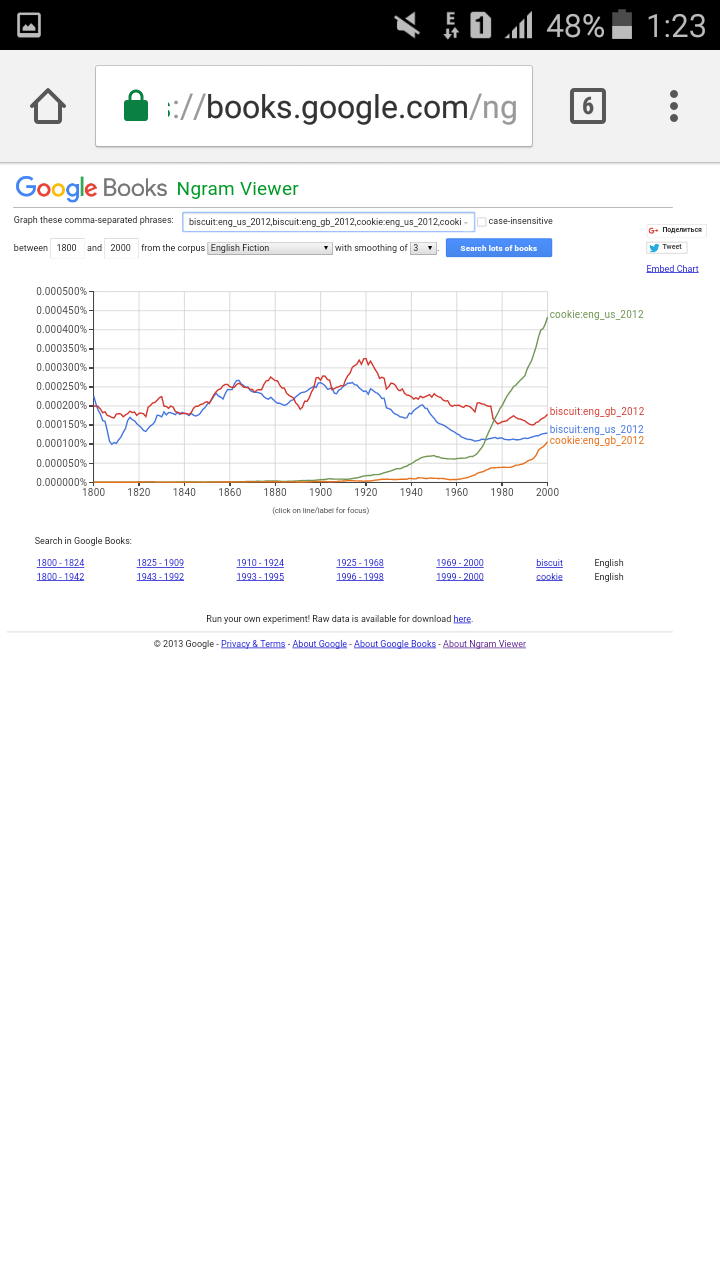 E 1 48% 1:23
s://books.google.com/ng 6
Google Books Ngram Viewer
Graph these comma-separated phrases: biscuit:eng_us_2012,biscuit:eng_gb_2012,cookie:eng_us_2012,cooki case-insensitive
G+ Поделиться
between 1800 and 2000 from the corpus English Fiction with smoothing of 3 . Search lots of books
Tweet
Embed Chart
0.000500%
0.000450%
0.000400%
0.000350%
0.000300%
0.000250%
0.000200%
0.000150%
0.000100%
0.000050%
0.000000%
cookie:eng_us_2012
biscuit:eng_gb_2012
biscuit:eng_us_2012
cookie:eng_gb_2012
1800 1820 1840 1860 1880 1900 1920 1940 1960 1980 2000
(click on line/label for focus)
Search in Google Books:
1800 - 1824 1825 - 1909 1910 - 1924 1925 - 1968 1969 - 2000 biscuit English
1800 - 1942 1943 - 1992 1993 - 1995 1996 - 1998 1999 - 2000 cookie English
Run your own experiment! Raw data is available for download here.
© 2013 Google - Privacy & Terms - About Google - About Google Books - About Ngram Viewer